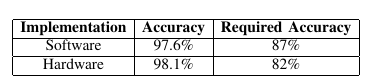 Implementation Accuracy Required Accuracy
Software 97.6% 87%
Hardware 98.1% 82%